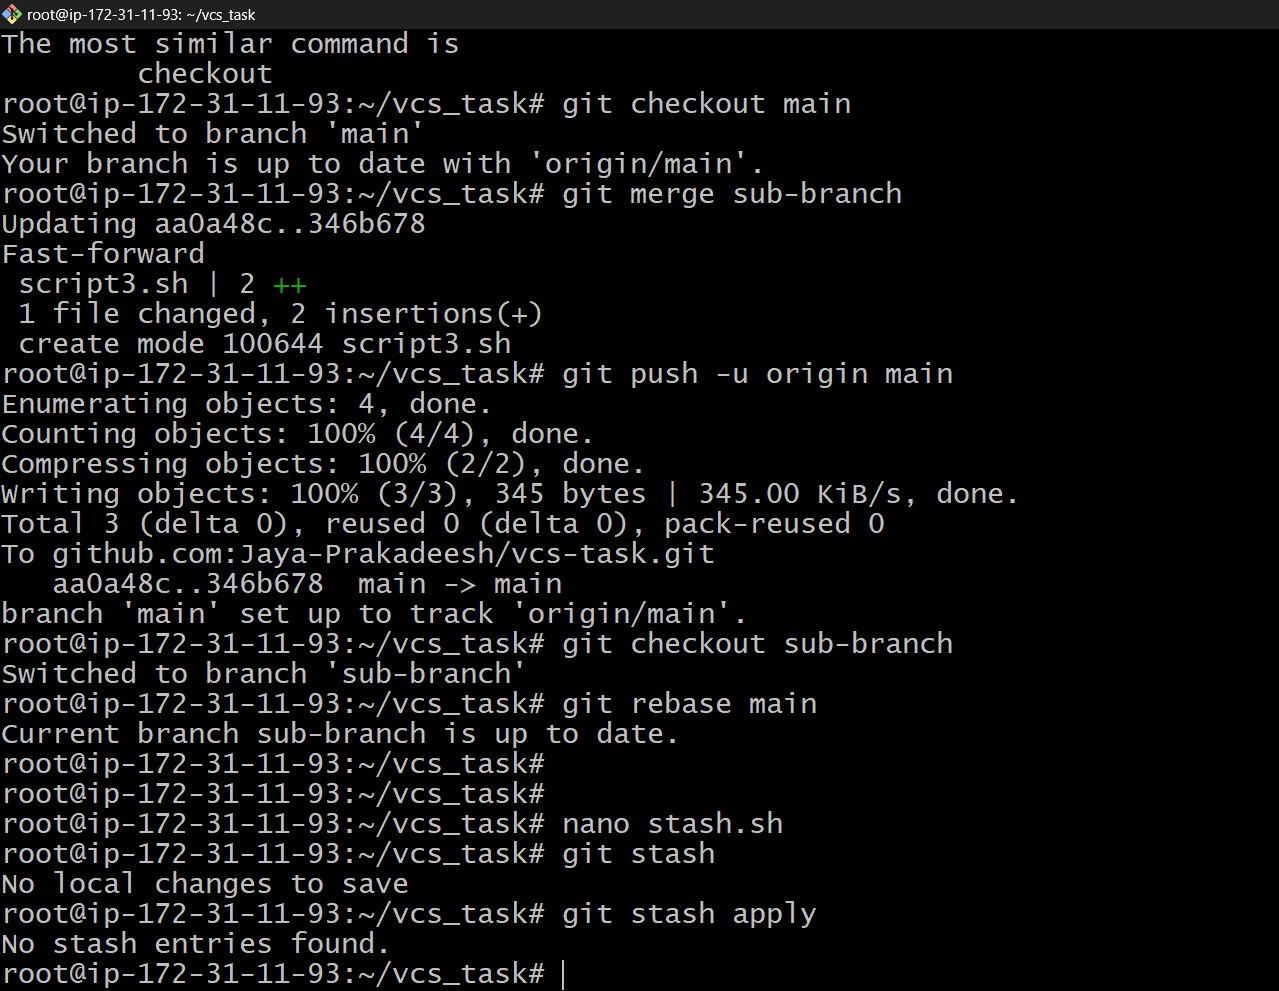 root@ip-172-31-11-93: ~/vcs_task
The most similar command is
        checkout
root@ip-172-31-11-93:~/vcs_task# git checkout main
Switched to branch 'main'
Your branch is up to date with 'origin/main'.
root@ip-172-31-11-93:~/vcs_task# git merge sub-branch
Updating aa0a48c..346b678
Fast-forward
 script3.sh | 2 ++
 1 file changed, 2 insertions(+)
 create mode 100644 script3.sh
root@ip-172-31-11-93:~/vcs_task# git push -u origin main
Enumerating objects: 4, done.
Counting objects: 100% (4/4), done.
Compressing objects: 100% (2/2), done.
Writing objects: 100% (3/3), 345 bytes | 345.00 KiB/s, done.
Total 3 (delta 0), reused 0 (delta 0), pack-reused 0
To github.com:Jaya-Prakadeesh/vcs-task.git
   aa0a48c..346b678  main -> main
branch 'main' set up to track 'origin/main'.
root@ip-172-31-11-93:~/vcs_task# git checkout sub-branch
Switched to branch 'sub-branch'
root@ip-172-31-11-93:~/vcs_task# git rebase main
Current branch sub-branch is up to date.
root@ip-172-31-11-93:~/vcs_task#
root@ip-172-31-11-93:~/vcs_task#
root@ip-172-31-11-93:~/vcs_task# nano stash.sh
root@ip-172-31-11-93:~/vcs_task# git stash
No local changes to save
root@ip-172-31-11-93:~/vcs_task# git stash apply
No stash entries found.
root@ip-172-31-11-93:~/vcs_task#